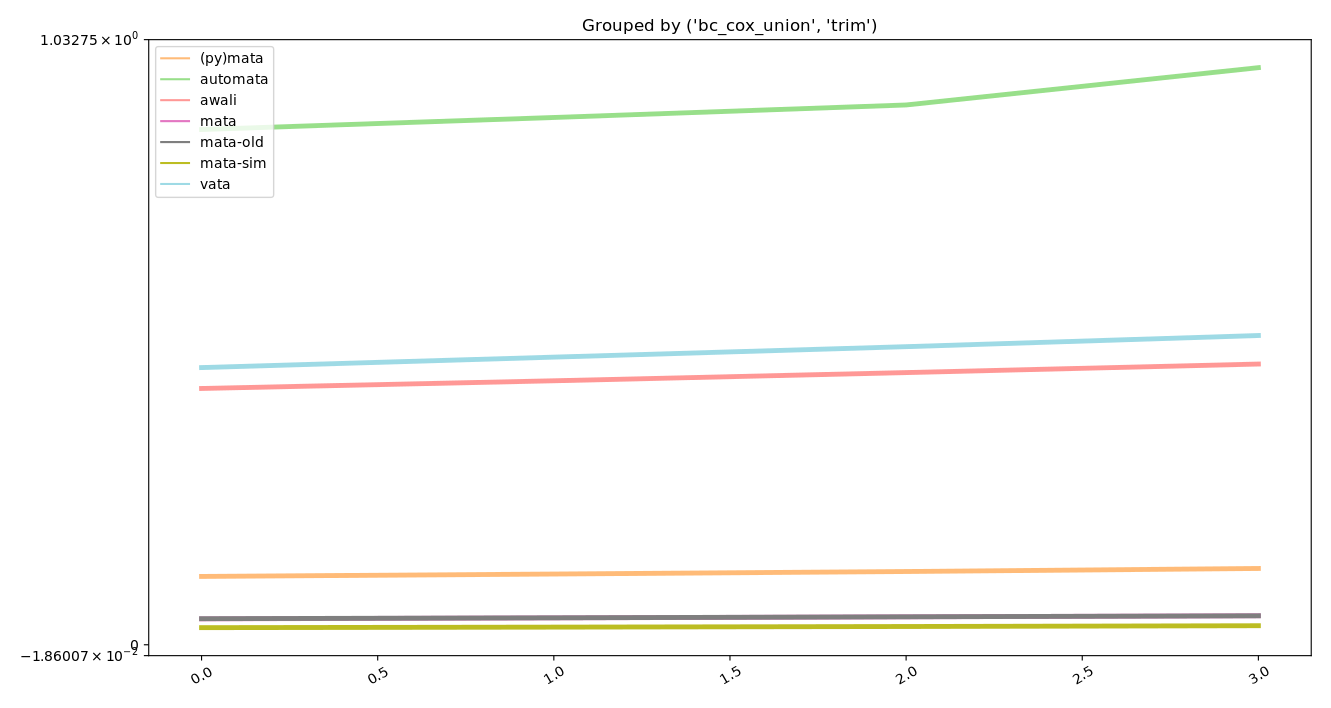 Grouped by ('bc_cox_union', 'trim')
1.03275 × 10⁰
(py)mata
automata
awali
mata
mata-old
mata-sim
vata
0
−1.86007 × 10⁻²
0.0 0.5 1.0 1.5 2.0 2.5 3.0